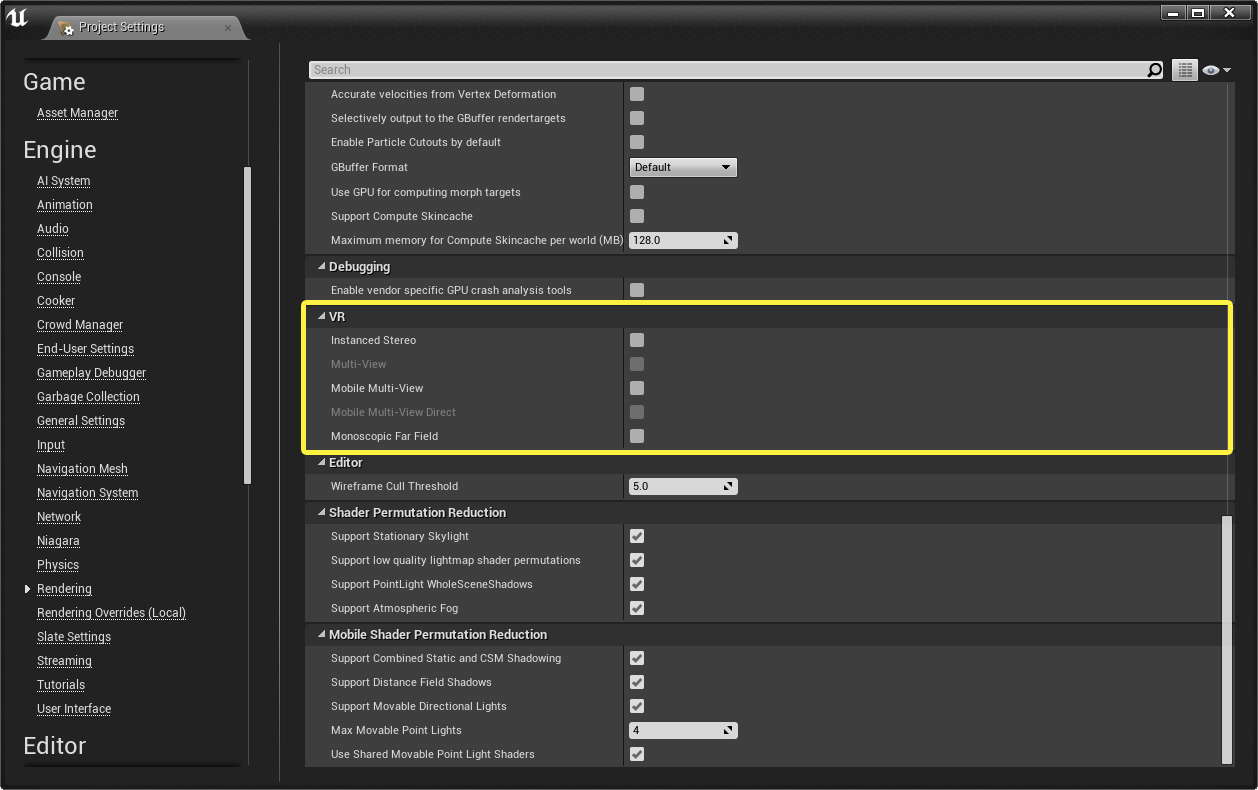 Project Settings
Game
Asset Manager
Engine
AI System
Animation
Audio
Collision
Console
Cooker
Crowd Manager
End-User Settings
Gameplay Debugger
Garbage Collection
General Settings
Input
Navigation Mesh
Navigation System
Network
Niagara
Physics
Rendering
Rendering Overrides (Local)
Slate Settings
Streaming
Tutorials
User Interface
Editor
Search
Accurate velocities from Vertex Deformation
Selectively output to the GBuffer rendertargets
Enable Particle Cutouts by default
GBuffer Format Default
Use GPU for computing morph targets
Support Compute Skincache
Maximum memory for Compute Skincache per world (MB) 128.0
Debugging
Enable vendor specific GPU crash analysis tools
VR
Instanced Stereo
Multi-View
Mobile Multi-View
Mobile Multi-View Direct
Monoscopic Far Field
Editor
Wireframe Cull Threshold 5.0
Shader Permutation Reduction
Support Stationary Skylight
Support low quality lightmap shader permutations
Support PointLight WholeSceneShadows
Support Atmospheric Fog
Mobile Shader Permutation Reduction
Support Combined Static and CSM Shadowing
Support Distance Field Shadows
Support Movable Directional Lights
Max Movable Point Lights 4
Use Shared Movable Point Light Shaders